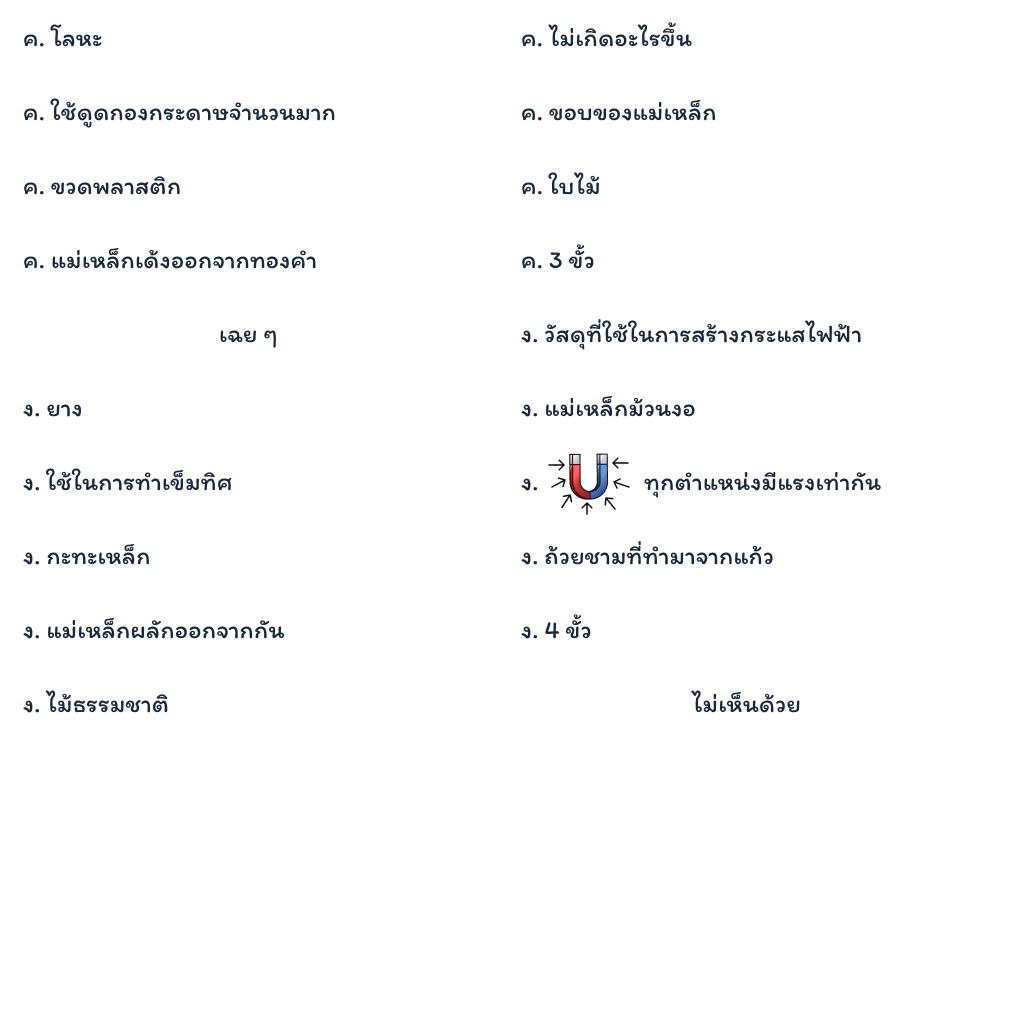 ค. โลหะ
ค. ไม่เกิดอะไรขึ้น
ค. ใช้ดูดกองกระดาษจำนวนมาก
ค. ขอบของแม่เหล็ก
ค. ขวดพลาสติก
ค. ใบไม้
ค. แม่เหล็กเด้งออกจากทองคำ
ค. 3 ขั้ว
เฉย ๆ
ง. วัสดุที่ใช้ในการสร้างกระแสไฟฟ้า
ง. ยาง
ง. แม่เหล็กม้วนงอ
ง. ใช้ในการทำเข็มทิศ
ง. ทุกตำแหน่งมีแรงเท่ากัน
ง. กะทะเหล็ก
ง. ถ้วยชามที่ทำมาจากแก้ว
ง. แม่เหล็กผลักออกจากกัน
ง. 4 ขั้ว
ง. ไม้ธรรมชาติ
ไม่เห็นด้วย